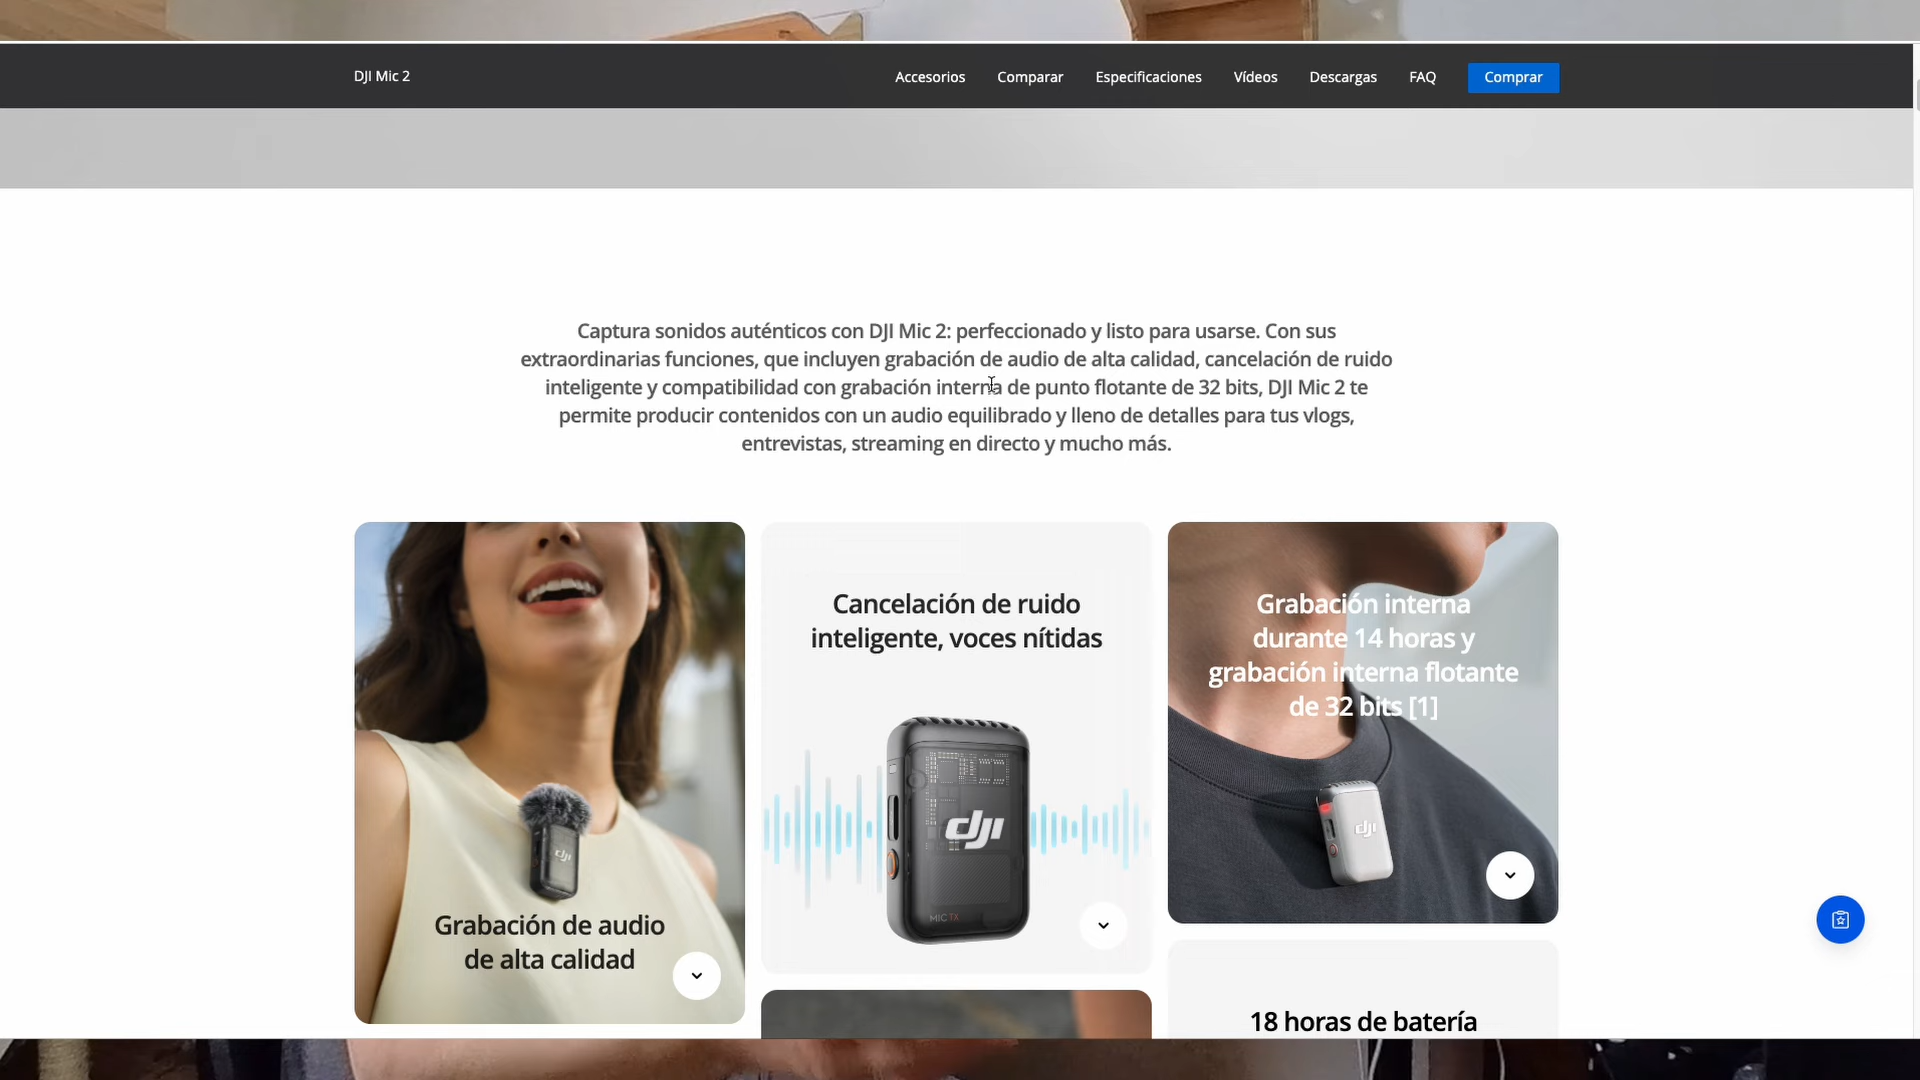 DJI Mic 2
Accesorios
Comparar
Especificaciones
Vídeos
Descargas
FAQ
Comprar
Captura sonidos auténticos con DJI Mic 2: perfeccionado y listo para usarse. Con sus
extraordinarias funciones, que incluyen grabación de audio de alta calidad, cancelación de ruido
inteligente y compatibilidad con grabación interna de punto flotante de 32 bits, DJI Mic 2 te
permite producir contenidos con un audio equilibrado y lleno de detalles para tus vlogs,
entrevistas, streaming en directo y mucho más.
dji
Grabación de audio
de alta calidad
Cancelación de ruido
inteligente, voces nítidas
dji
MIC TX
Grabación interna
durante 14 horas y
grabación interna flotante
de 32 bits [1]
dji
18 horas de batería